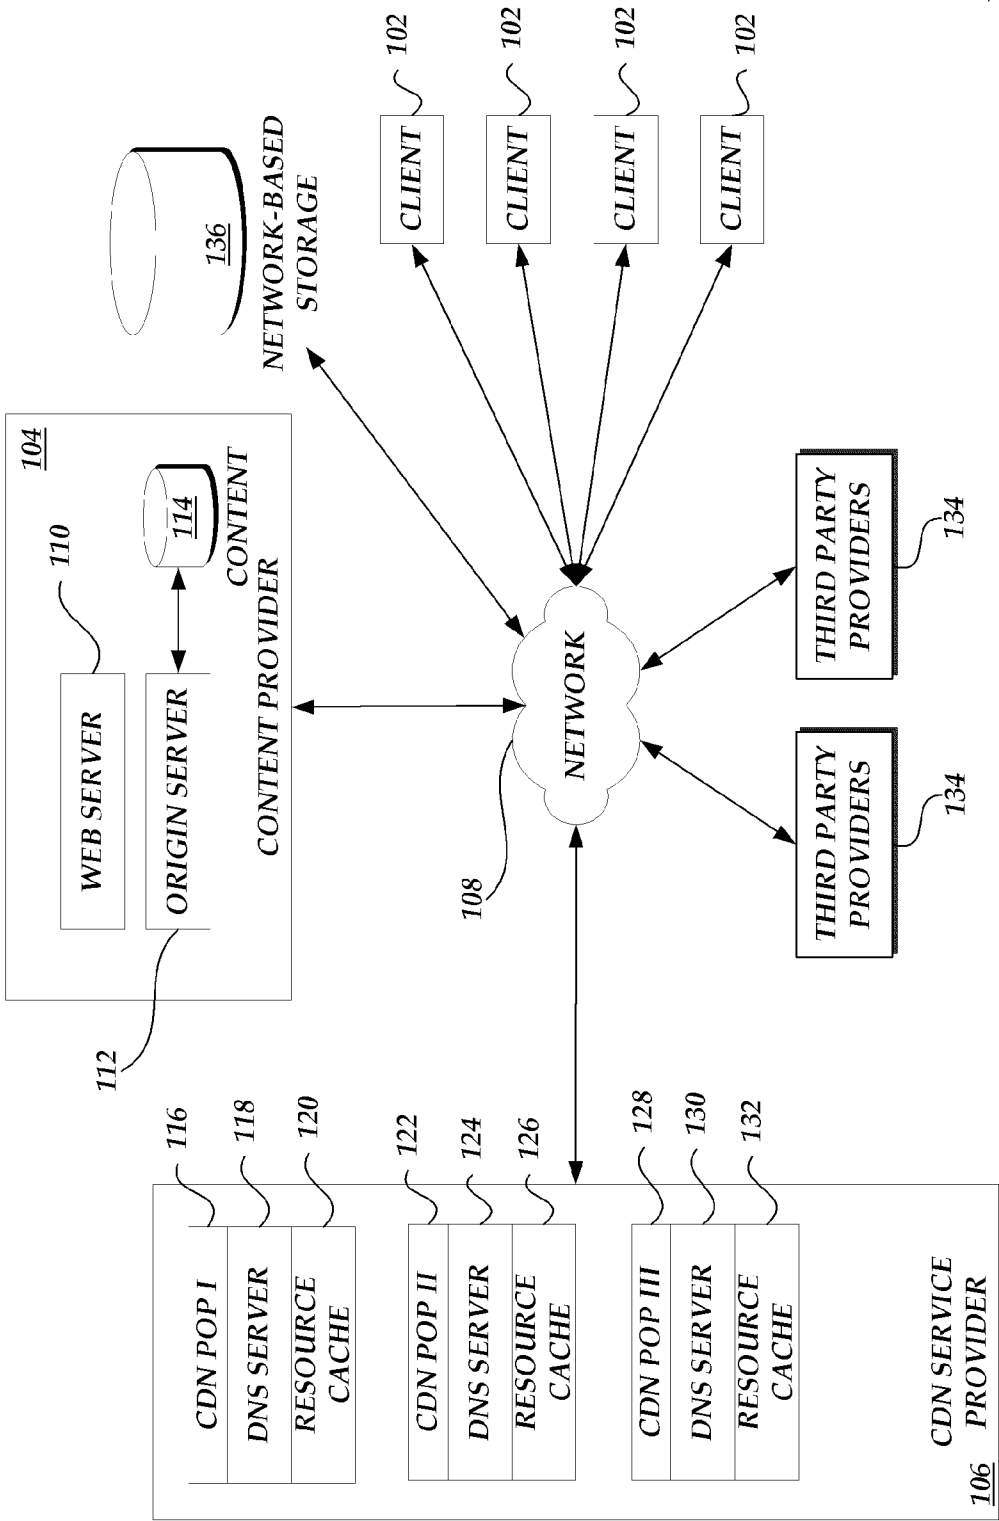 104
WEB SERVER
110
ORIGIN SERVER
112
114
CONTENT
CONTENT PROVIDER
136
NETWORK-BASED
STORAGE
116
CDN POP I
118
DNS SERVER
120
RESOURCE
CACHE
122
CDN POP II
124
DNS SERVER
126
RESOURCE
CACHE
128
CDN POP III
130
DNS SERVER
132
RESOURCE
CACHE
CDN SERVICE
PROVIDER
106
108
NETWORK
CLIENT
102
CLIENT
102
CLIENT
102
CLIENT
102
THIRD PARTY
PROVIDERS
134
THIRD PARTY
PROVIDERS
134